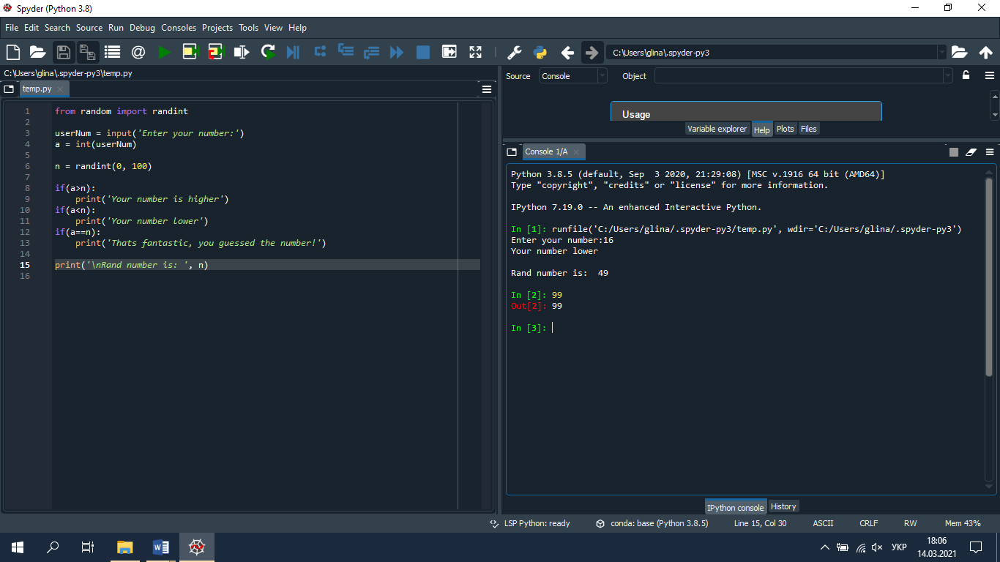 Spyder (Python 3.8)
File Edit Search Source Run Debug Consoles Projects Tools View Help
C:\Users\glina\.spyder-py3
C:\Users\glina\.spyder-py3\temp.py
temp.py
1 from random import randint
2
3 userNum = input('Enter your number:')
4 a = int(userNum)
5
6 n = randint(0, 100)
7
8 if(a>n):
9 print('Your number is higher')
10 if(a<n):
11 print('Your number lower')
12 if(a==n):
13 print('Thats fantastic, you guessed the number!')
14
15 print('\nRand number is: ', n)
16
Source Console Object
Usage
Variable explorer Help Plots Files
Console 1/A
Python 3.8.5 (default, Sep  3 2020, 21:29:08) [MSC v.1916 64 bit (AMD64)]
Type "copyright", "credits" or "license" for more information.
IPython 7.19.0 -- An enhanced Interactive Python.
In [1]: runfile('C:/Users/glina/.spyder-py3/temp.py', wdir='C:/Users/glina/.spyder-py3')
Enter your number:16
Your number lower
Rand number is:  49
In [2]: 99
Out[2]: 99
In [3]:
IPython console History
LSP Python: ready conda: base (Python 3.8.5) Line 15, Col 30 ASCII CRLF RW Mem 43%
УКР
18:06
14.03.2021